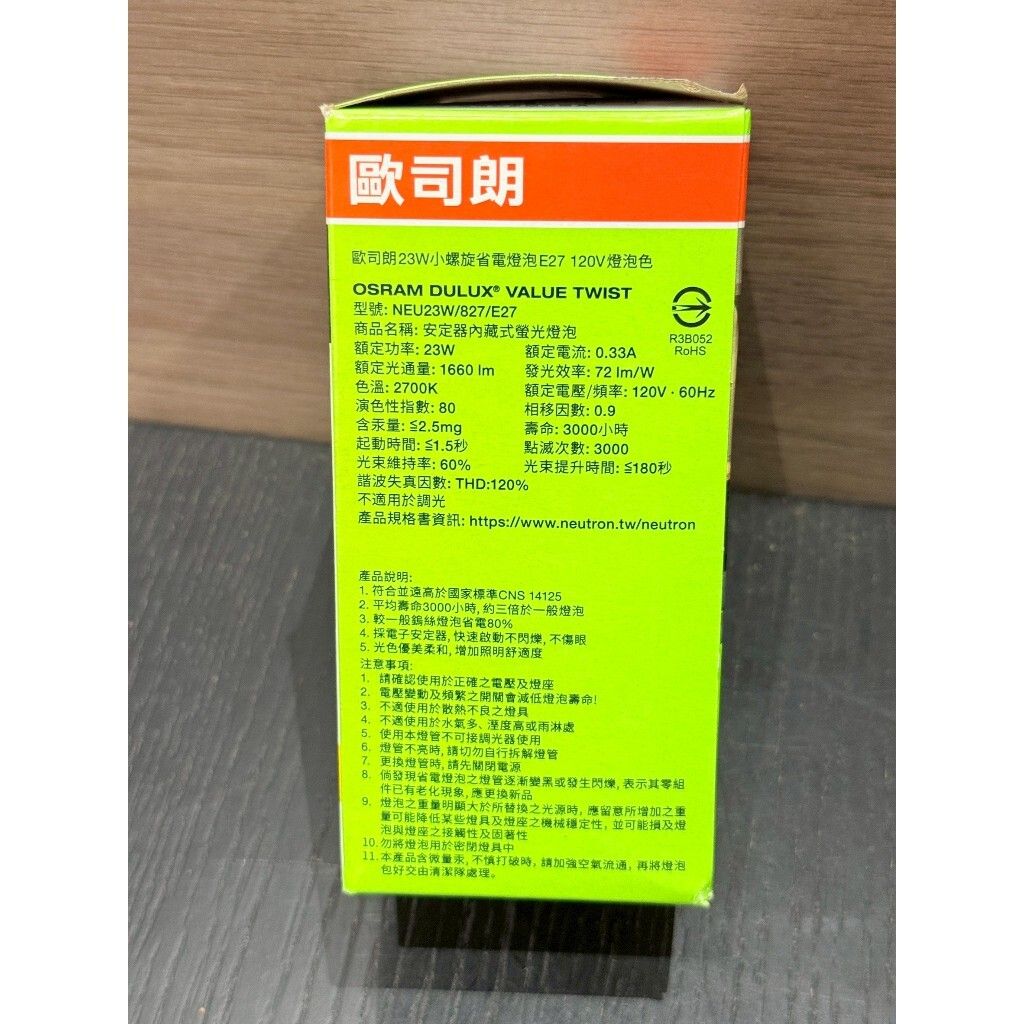 歐司朗
歐司朗23W小螺旋省電燈泡E27 120V燈泡色
OSRAM DULUX® VALUE TWIST
型號: NEU23W/827/E27
商品名稱: 安定器內藏式螢光燈泡
R3B052
RoHS
額定功率: 23W 額定電流: 0.33A
額定光通量: 1660 lm 發光效率: 72 lm/W
色溫: 2700K 額定電壓/頻率: 120V · 60Hz
演色性指數: 80 相移因數: 0.9
含汞量: ≦2.5mg 壽命: 3000小時
起動時間: ≦1.5秒 點滅次數: 3000
光束維持率: 60% 光束提升時間: ≦180秒
諧波失真因數: THD:120%
不適用於調光
產品規格書資訊: https://www.neutron.tw/neutron
產品說明:
1. 符合並遠高於國家標準CNS 14125
2. 平均壽命3000小時, 約三倍於一般燈泡
3. 較一般鎢絲燈泡省電80%
4. 採電子安定器, 快速啟動不閃爍, 不傷眼
5. 光色優美柔和, 增加照明舒適度
注意事項:
1. 請確認使用於正確之電壓及燈座
2. 電壓變動及頻繁之開關會減低燈泡壽命!
3. 不適使用於散熱不良之燈具
4. 不適使用於水氣多、溼度高或雨淋處
5. 使用本燈管不可接調光器使用
6. 燈管不亮時, 請切勿自行拆解燈管
7. 更換燈管時, 請先關閉電源
8. 倘發現省電燈泡之燈管逐漸變黑或發生閃爍, 表示其零組
件已有老化現象, 應更換新品
9. 燈泡之重量明顯大於所替換之光源時, 應留意所增加之重
量可能降低某些燈具及燈座之機械穩定性, 並可能損及燈
泡與燈座之接觸性及固著性
10. 勿將燈泡用於密閉燈具中
11. 本產品含微量汞, 不慎打破時, 請加強空氣流通, 再將燈泡
包好交由清潔隊處理。